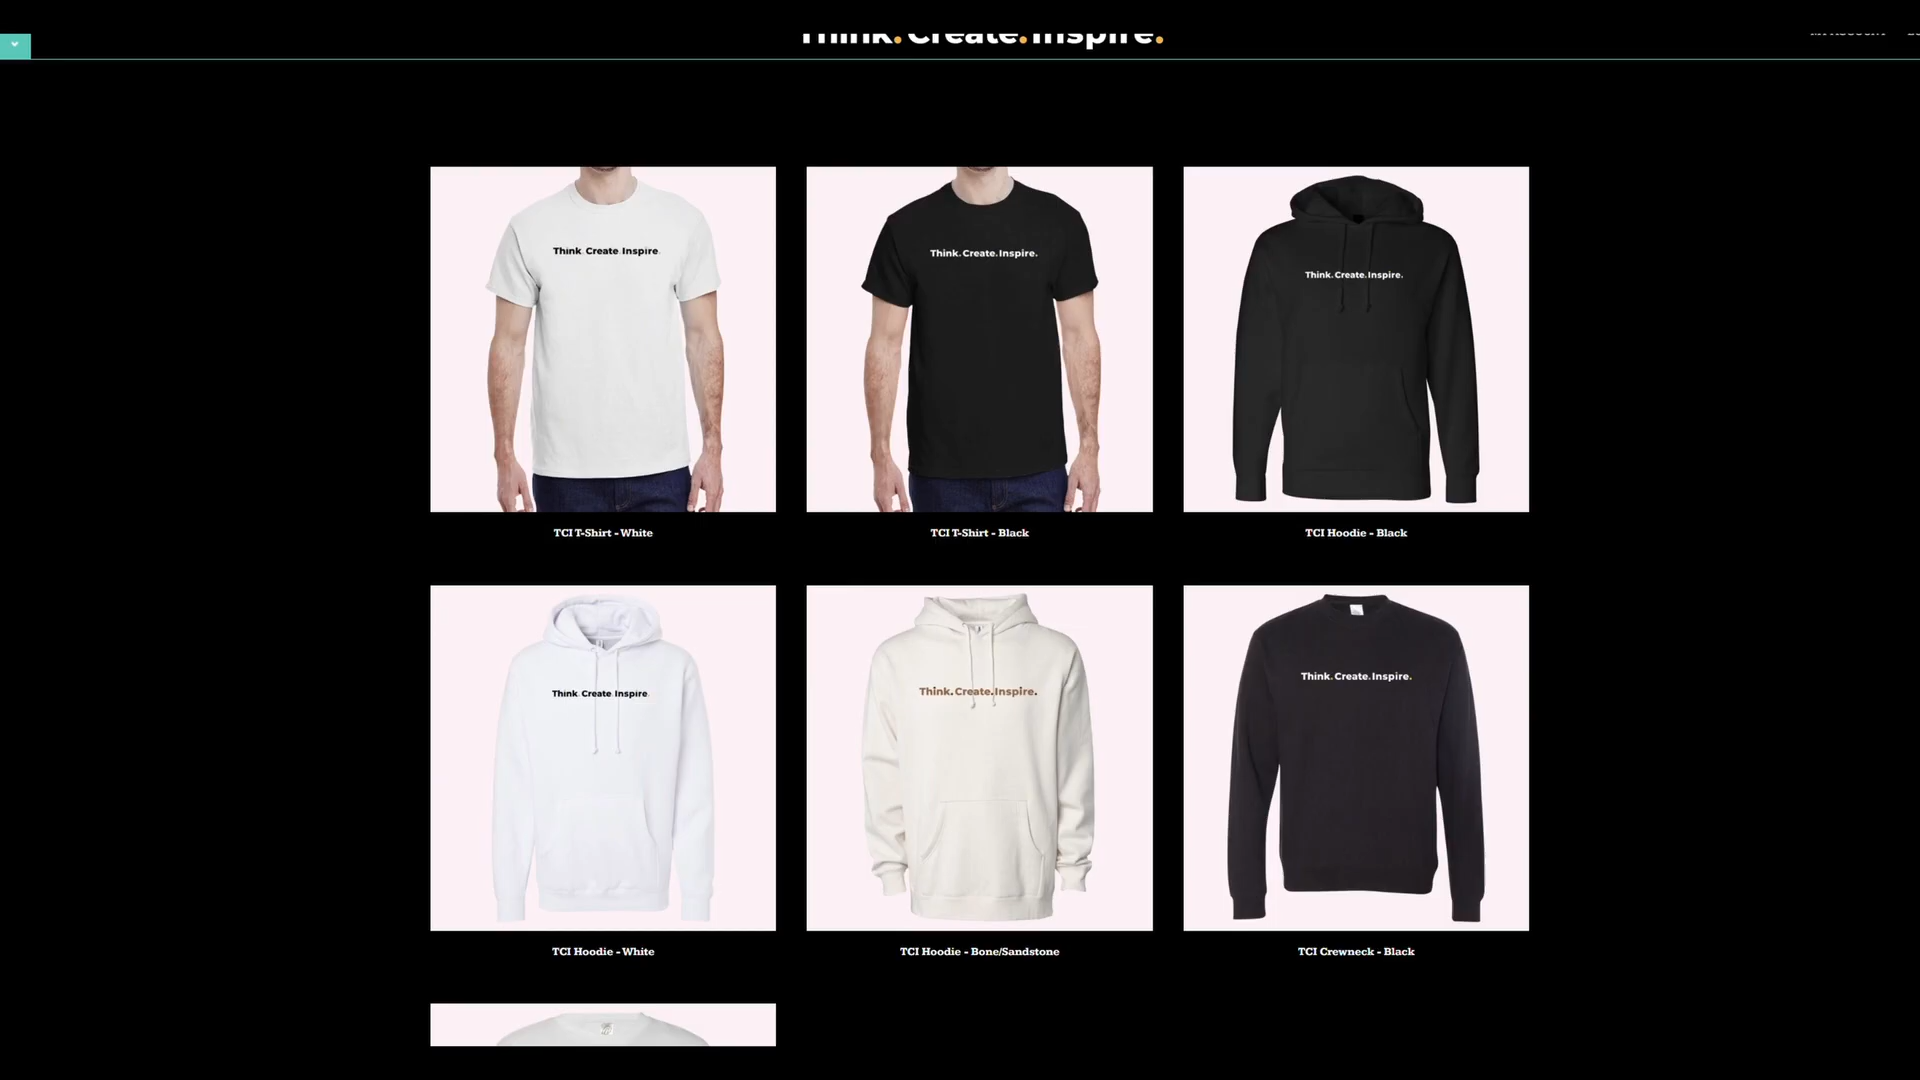 Think. Create. Inspire.
Think. Create. Inspire.
Think. Create. Inspire.
Think. Create. Inspire.
TCI T-Shirt - White
TCI T-Shirt - Black
TCI Hoodie - Black
Think. Create. Inspire.
Think. Create. Inspire.
Think. Create. Inspire.
TCI Hoodie - White
TCI Hoodie - Bone/Sandstone
TCI Crewneck - Black